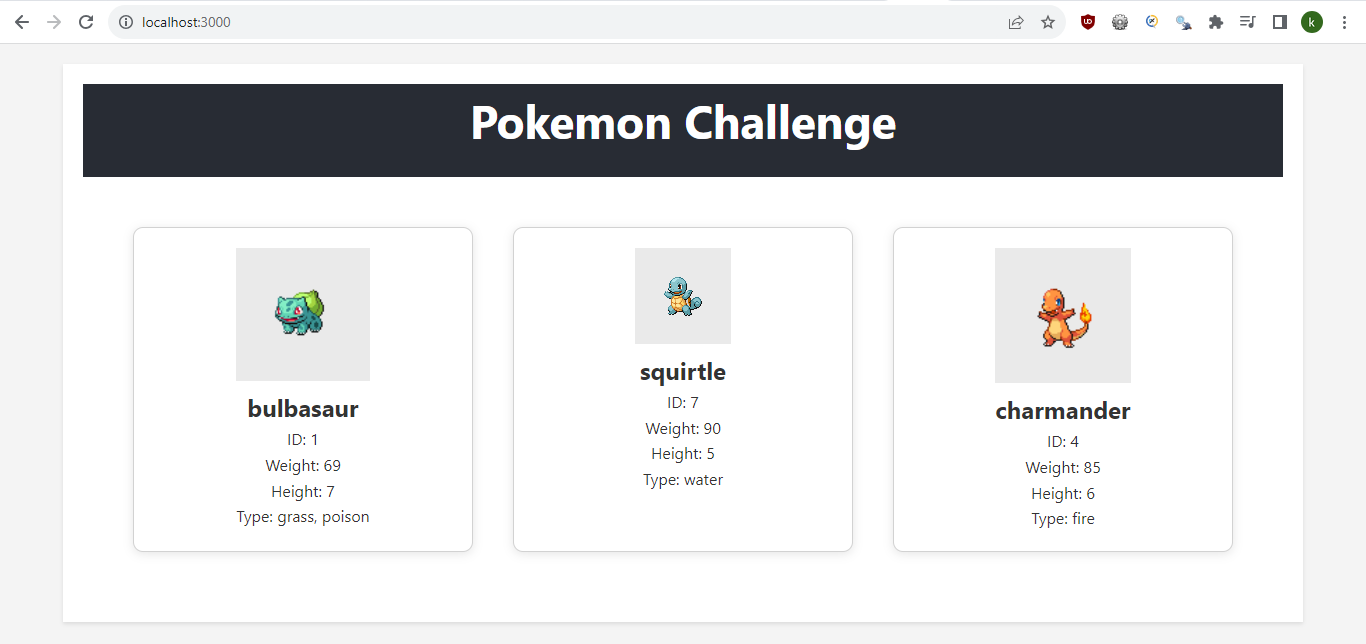 localhost:3000
k
Pokemon Challenge
bulbasaur
ID: 1
Weight: 69
Height: 7
Type: grass, poison
squirtle
ID: 7
Weight: 90
Height: 5
Type: water
charmander
ID: 4
Weight: 85
Height: 6
Type: fire